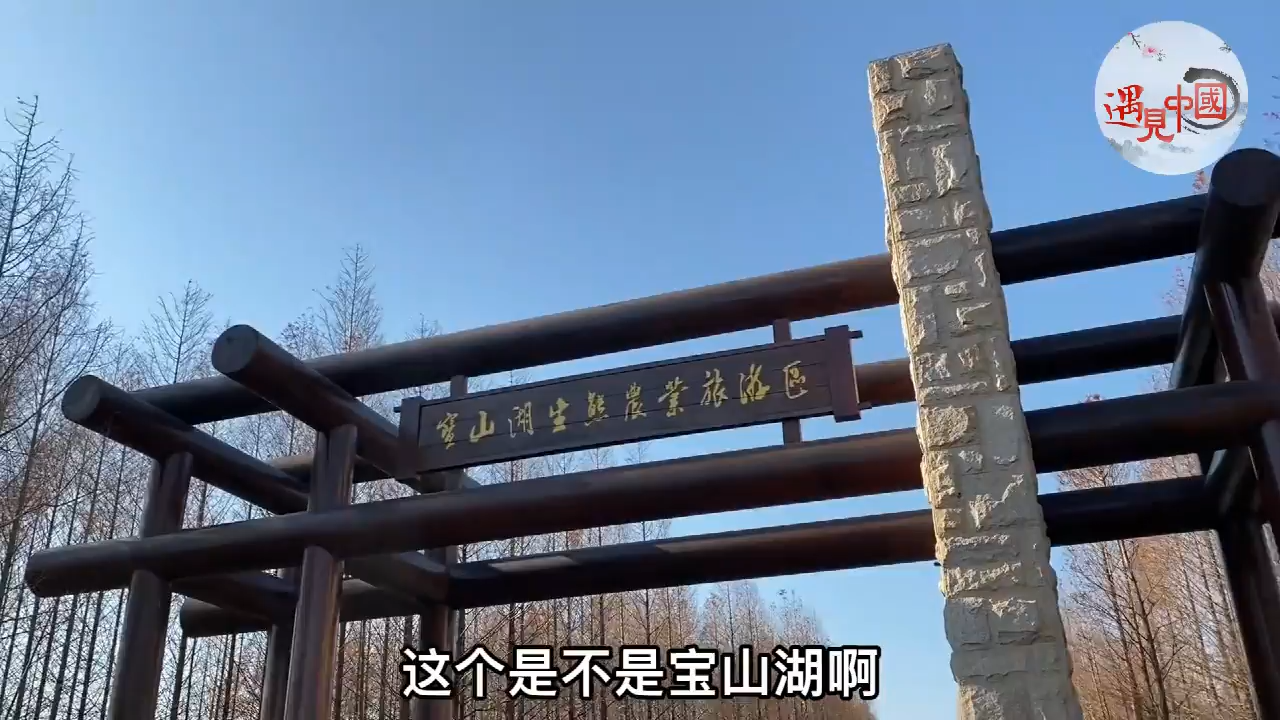 遇見中國
寶山湖生態農業旅游區
这个是不是宝山湖啊